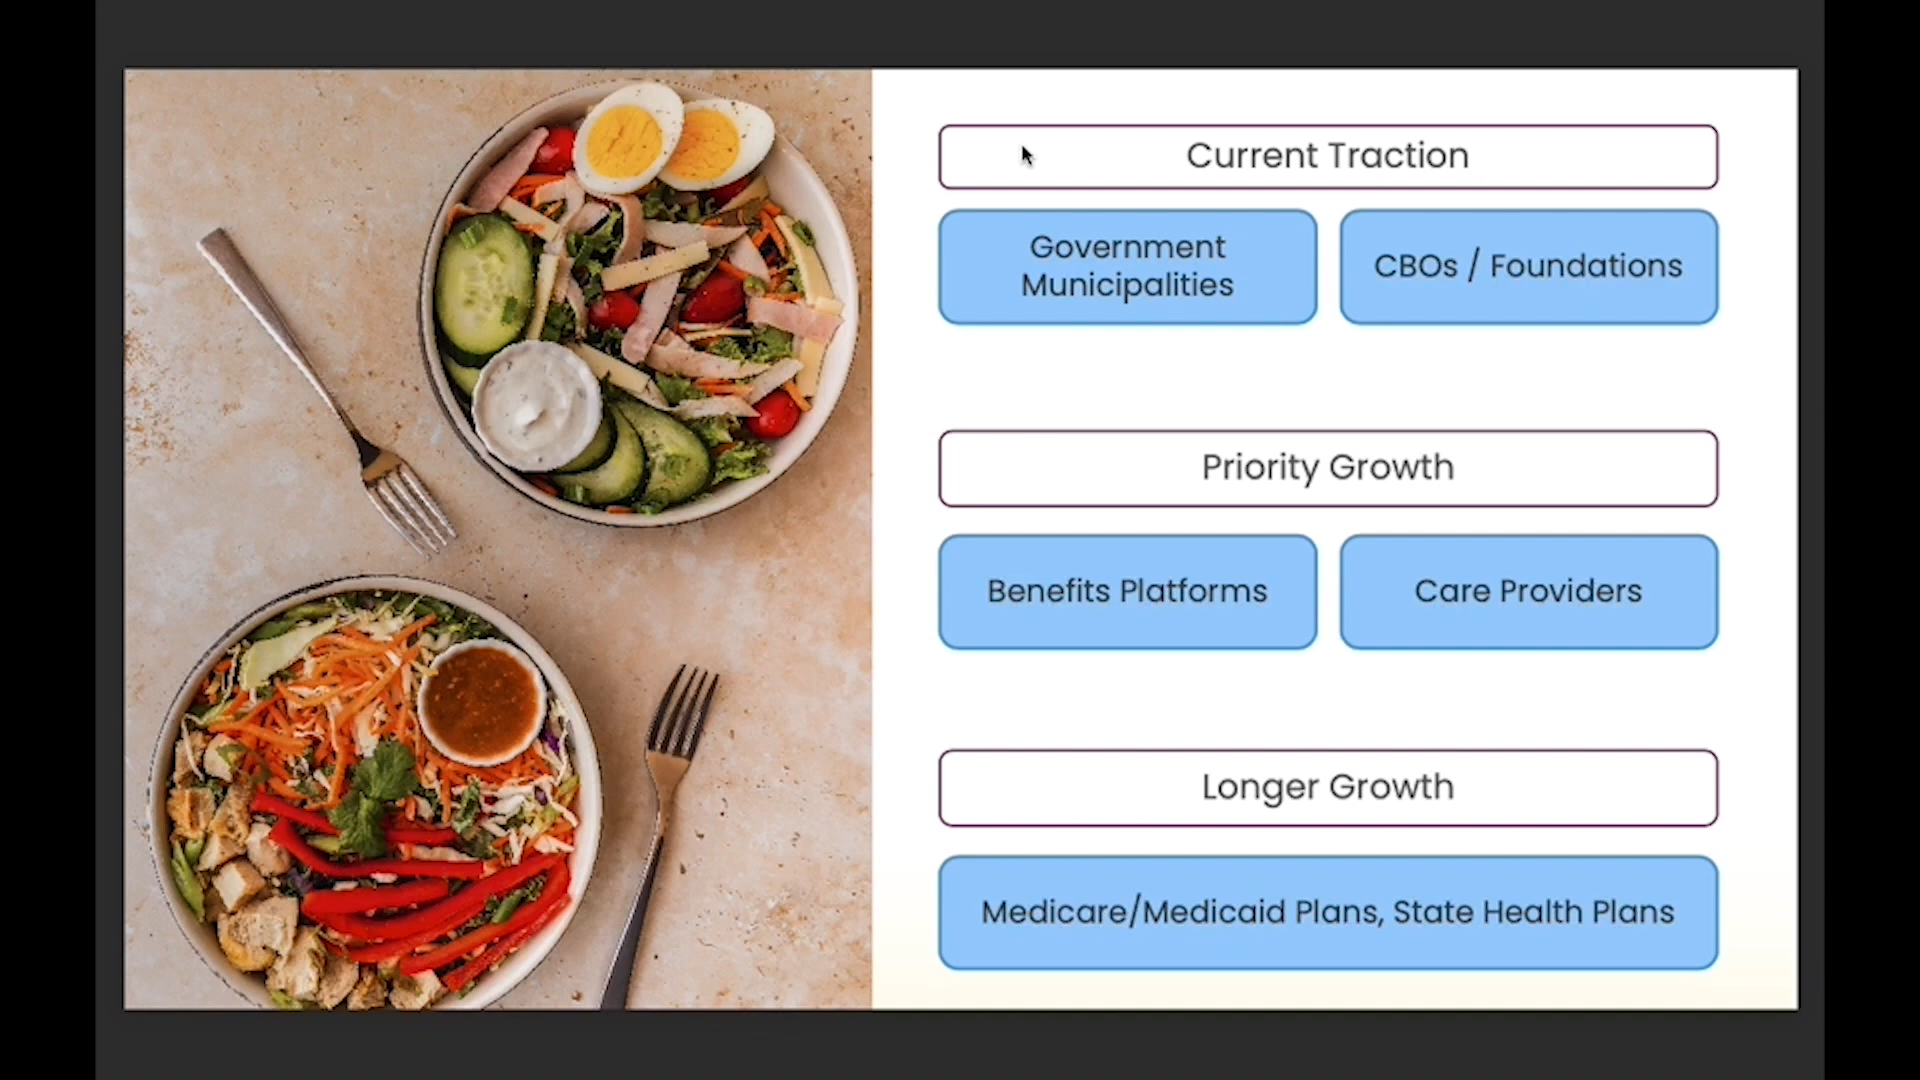 Current Traction
Government
Municipalities
CBOs / Foundations
Priority Growth
Benefits Platforms
Care Providers
Longer Growth
Medicare/Medicaid Plans, State Health Plans